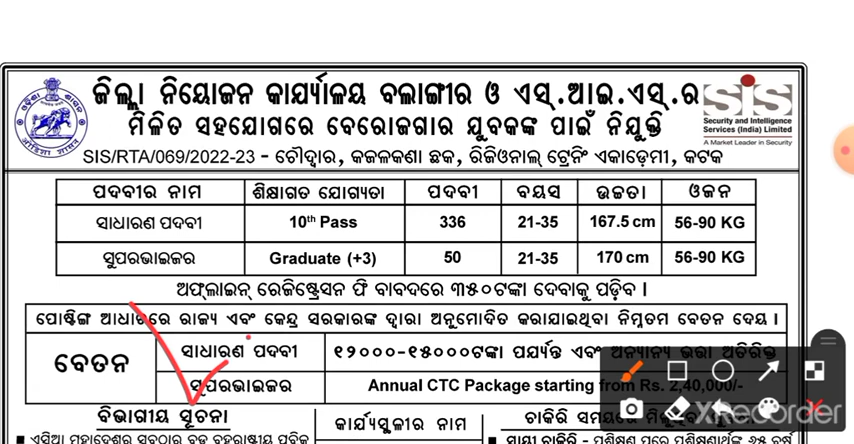 ଜିଲ୍ଲା ନିୟୋଜନ କାର୍ଯ୍ୟାଳୟ ବଲାଙ୍ଗୀର ଓ ଏସ୍.ଆଇ.ଏସ୍.ର
SIS
Security and Intelligence
Services (India) Limited
A Market Leader in Security
ମିଳିତ ସହଯୋଗରେ ବେରୋଜଗାର ଯୁବକଙ୍କ ପାଇଁ ନିଯୁକ୍ତି
SIS/RTA/069/2022-23 – ଚୌଦ୍ୱାର, କଜଳକଣା ଛକ, ରିଜିଓନାଲ୍ ଟ୍ରେନିଂ ଏକାଡ଼େମୀ, କଟକ
ପଦବୀର ନାମ ଶିକ୍ଷାଗତ ଯୋଗ୍ୟତା ପଦବୀ ବୟସ ଉଚ୍ଚତା ଓଜନ
ସାଧାରଣ ପଦବୀ 10th Pass 336 21-35 167.5 cm 56-90 KG
ସୁପରଭାଇଜର Graduate (+3) 50 21-35 170 cm 56-90 KG
ଅଫ୍‌ଲାଇନ୍ ରେଜିଷ୍ଟ୍ରେସନ ଫି ବାବଦରେ ୩୫୦ଟଙ୍କା ଦେବାକୁ ପଡ଼ିବ ।
ପୋଷ୍ଟିଙ୍ଗ ଆଧାରରେ ରାଜ୍ୟ ଏବଂ କେନ୍ଦ୍ର ସରକାରଙ୍କ ଦ୍ୱାରା ଅନୁମୋଦିତ କରାଯାଇଥିବା ନିମ୍ନତମ ବେତନ ଦେୟ ।
ବେତନ
ସାଧାରଣ ପଦବୀ ୧୨୦୦୦-୧୫୦୦୦ଟଙ୍କା ପର୍ଯ୍ୟନ୍ତ ଏବଂ ଅନ୍ୟାନ୍ୟ ଭତ୍ତା ଅତିରିକ୍ତ
ସୁପରଭାଇଜର Annual CTC Package starting from Rs. 2,40,000/-
ବିଭାଗୀୟ ସୂଚନା
କାର୍ଯ୍ୟସ୍ଥଳୀର ନାମ
ଚାକିରି ସମୟରେ
XRecorder